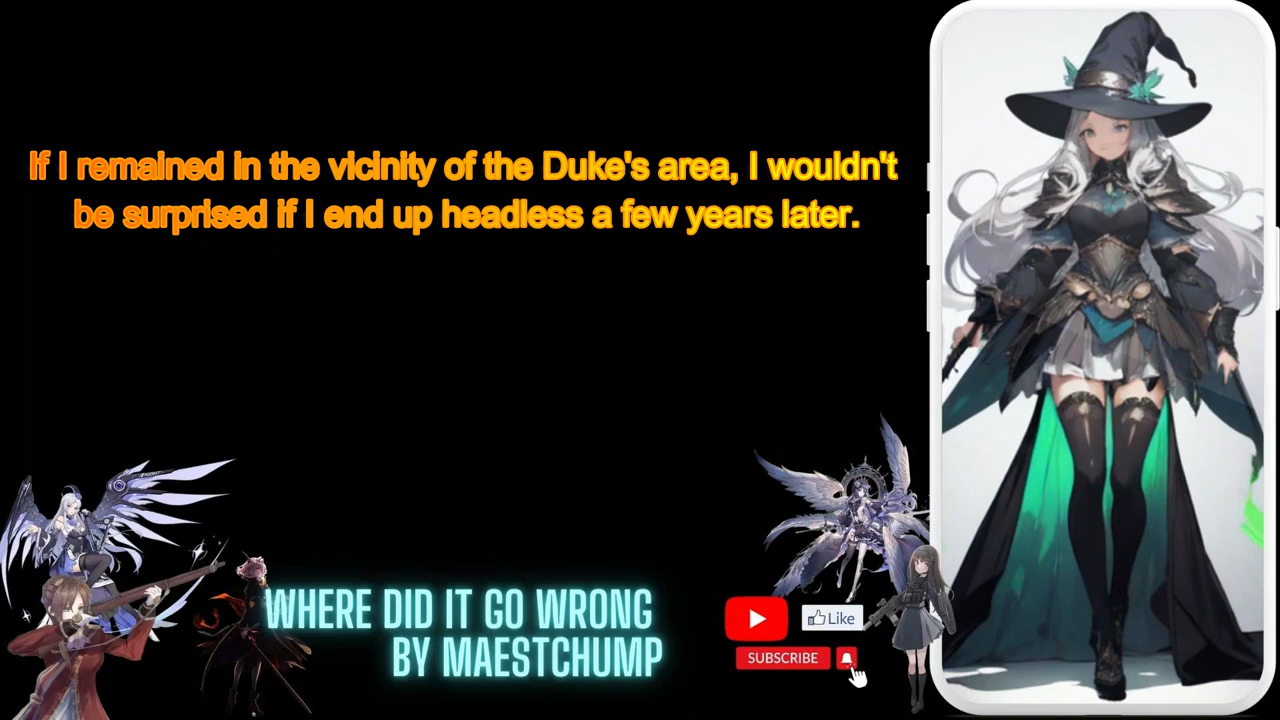 If I remained in the vicinity of the Duke's area, I wouldn't
be surprised if I end up headless a few years later.
WHERE DID IT GO WRONG
BY MAESTCHUMP
Like
SUBSCRIBE